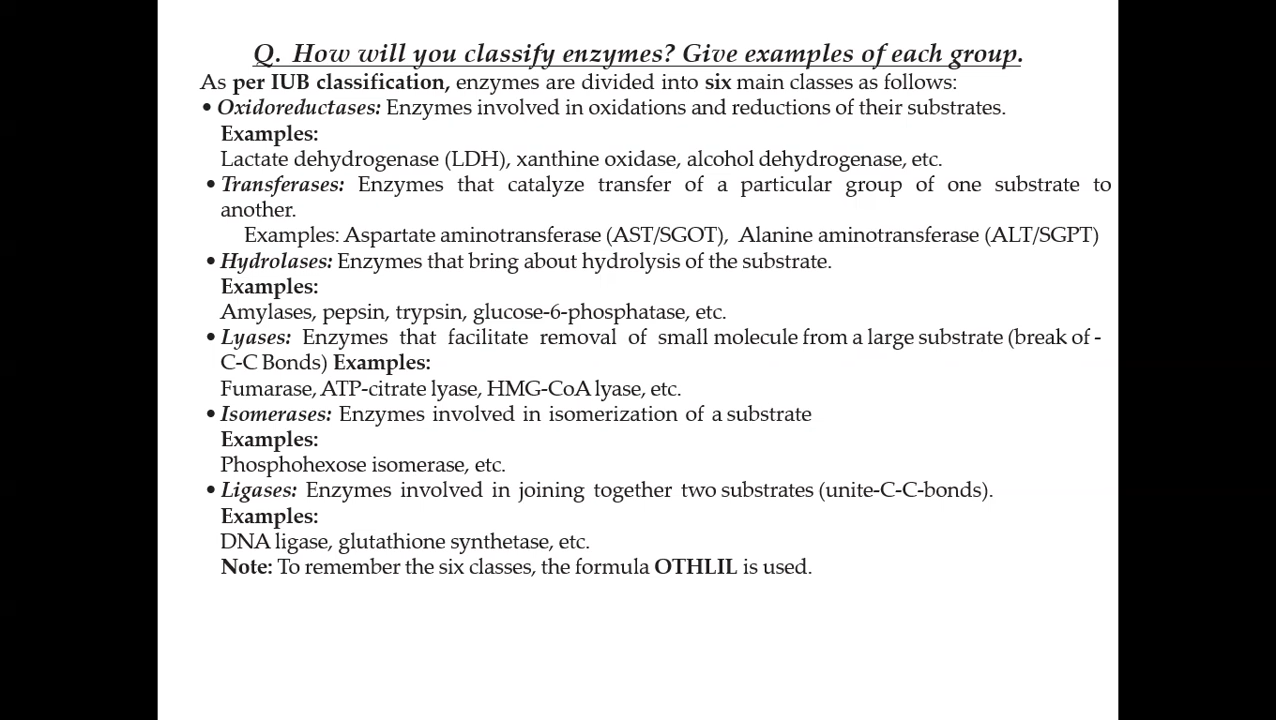 Q. How will you classify enzymes? Give examples of each group.
As per IUB classification, enzymes are divided into six main classes as follows:
• Oxidoreductases: Enzymes involved in oxidations and reductions of their substrates.
Examples:
Lactate dehydrogenase (LDH), xanthine oxidase, alcohol dehydrogenase, etc.
• Transferases: Enzymes that catalyze transfer of a particular group of one substrate to
another.
Examples: Aspartate aminotransferase (AST/SGOT), Alanine aminotransferase (ALT/SGPT)
• Hydrolases: Enzymes that bring about hydrolysis of the substrate.
Examples:
Amylases, pepsin, trypsin, glucose-6-phosphatase, etc.
• Lyases: Enzymes that facilitate removal of small molecule from a large substrate (break of -
C-C Bonds) Examples:
Fumarase, ATP-citrate lyase, HMG-CoA lyase, etc.
• Isomerases: Enzymes involved in isomerization of a substrate
Examples:
Phosphohexose isomerase, etc.
• Ligases: Enzymes involved in joining together two substrates (unite-C-C-bonds).
Examples:
DNA ligase, glutathione synthetase, etc.
Note: To remember the six classes, the formula OTHLIL is used.